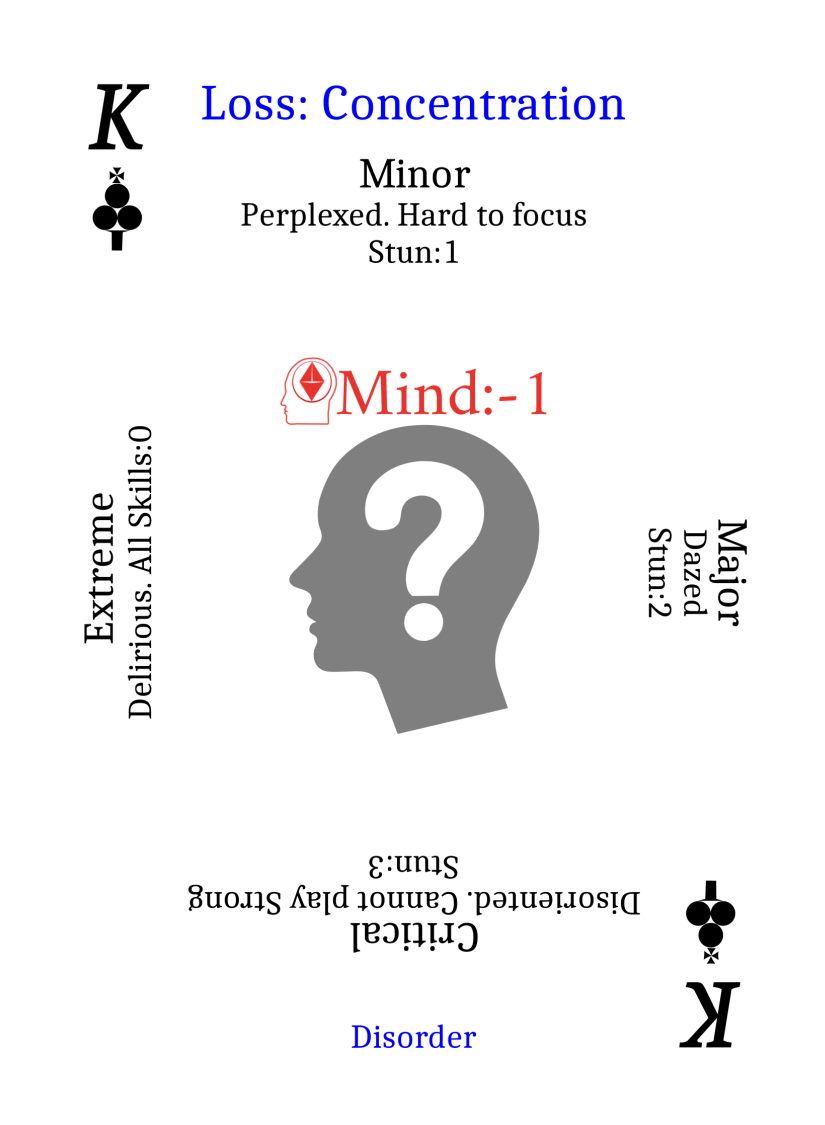 K
Loss: Concentration
Minor
Perplexed. Hard to focus
Stun:1
Mind:-1
Extreme
Delirious. All Skills:0
Major
Dazed
Stun:2
Critical
Disoriented. Cannot play Strong
Stun:3
K
Disorder